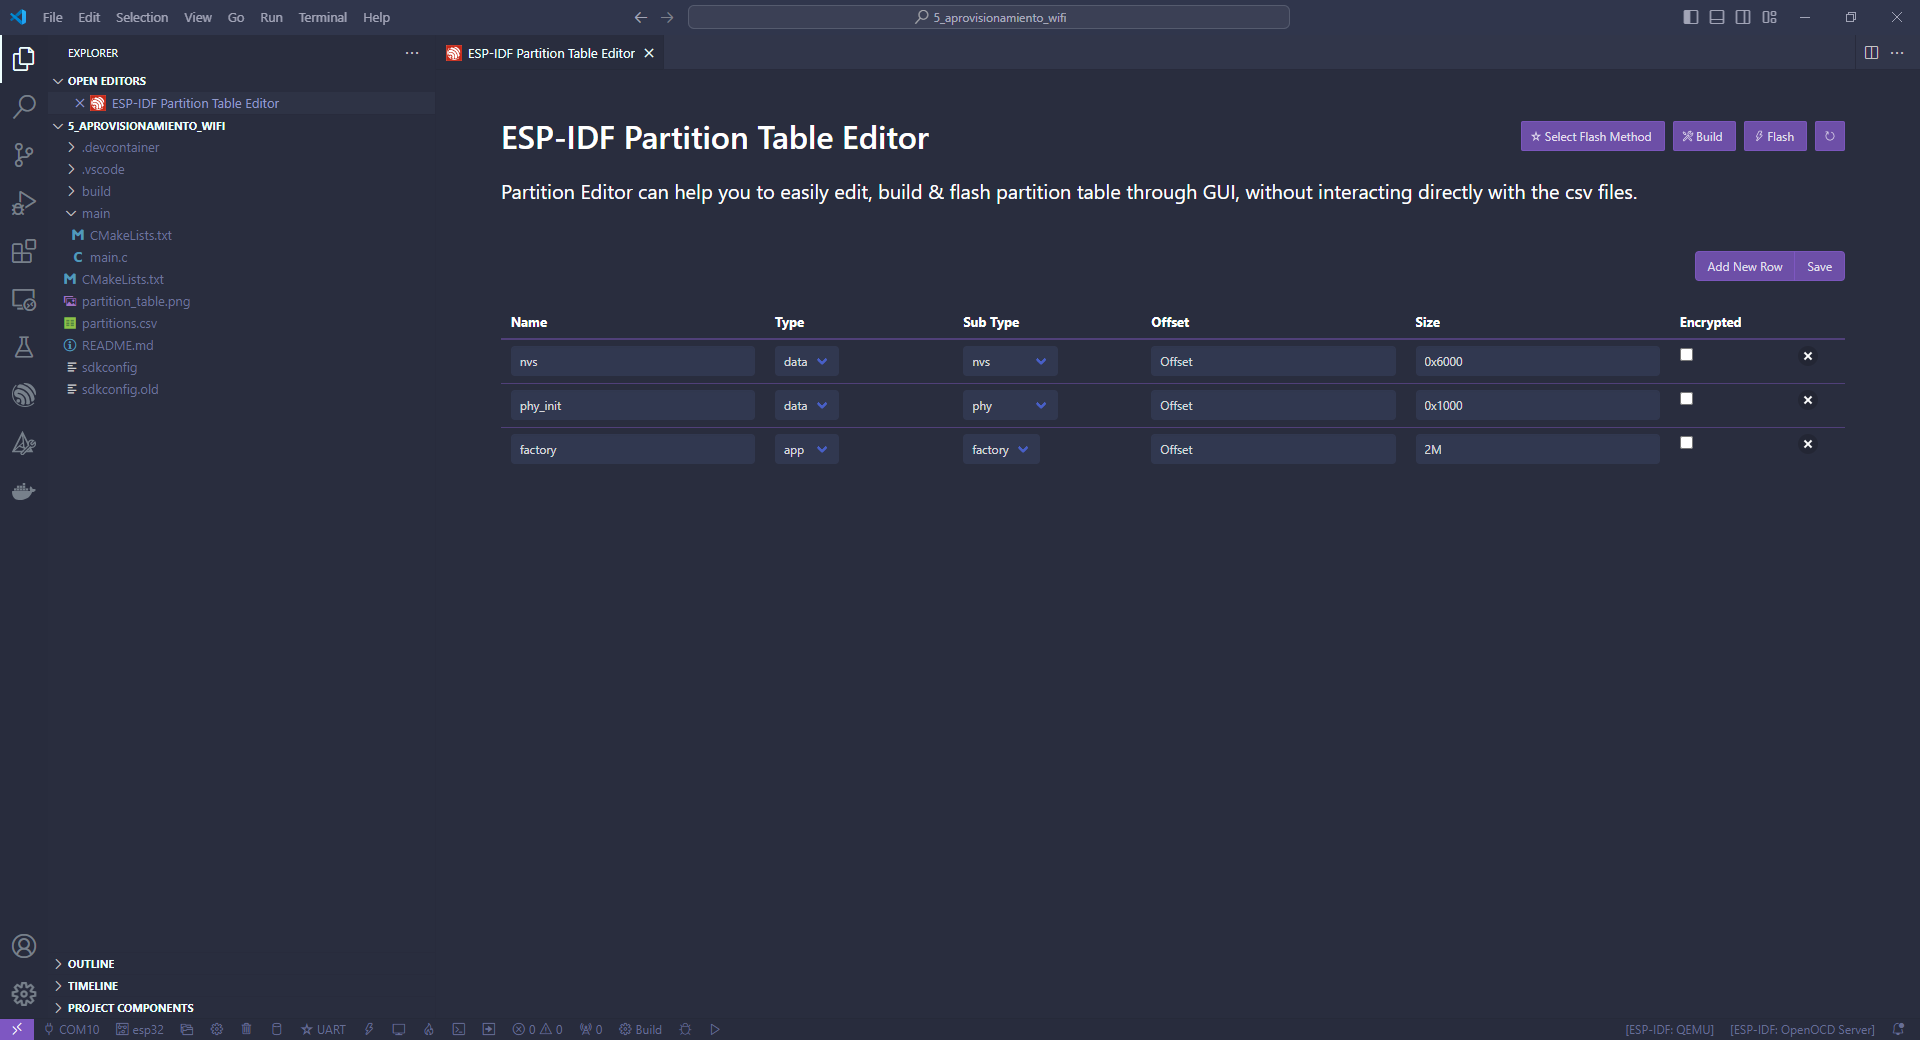 File Edit Selection View Go Run Terminal Help
5_aprovisionamiento_wifi
EXPLORER
OPEN EDITORS
ESP-IDF Partition Table Editor
5_APROVISIONAMIENTO_WIFI
.devcontainer
.vscode
build
main
CMakeLists.txt
main.c
CMakeLists.txt
partition_table.png
partitions.csv
README.md
sdkconfig
sdkconfig.old
OUTLINE
TIMELINE
PROJECT COMPONENTS
ESP-IDF Partition Table Editor
ESP-IDF Partition Table Editor
Select Flash Method Build Flash
Partition Editor can help you to easily edit, build & flash partition table through GUI, without interacting directly with the csv files.
Add New Row Save
Name Type Sub Type Offset Size Encrypted
nvs data nvs Offset 0x6000
phy_init data phy Offset 0x1000
factory app factory Offset 2M
COM10 esp32 UART 0 0 0 Build [ESP-IDF: QEMU] [ESP-IDF: OpenOCD Server]